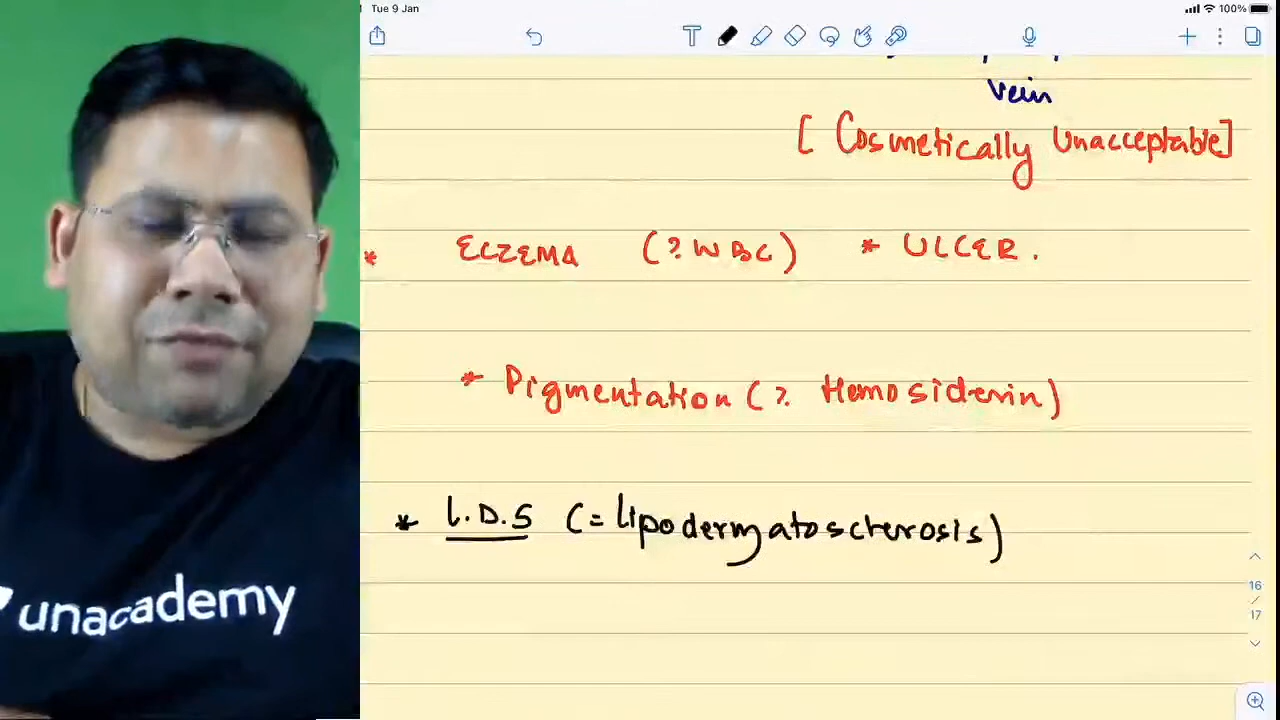 Tue 9 Jan
100%
vein
[ Cosmetically Unacceptable]
* ECZEMA (? WBC) * ULCER.
* Pigmentation (? Hemosiderin)
* L.D.S (= lipodermatosclerosis)
16
17
unacademy